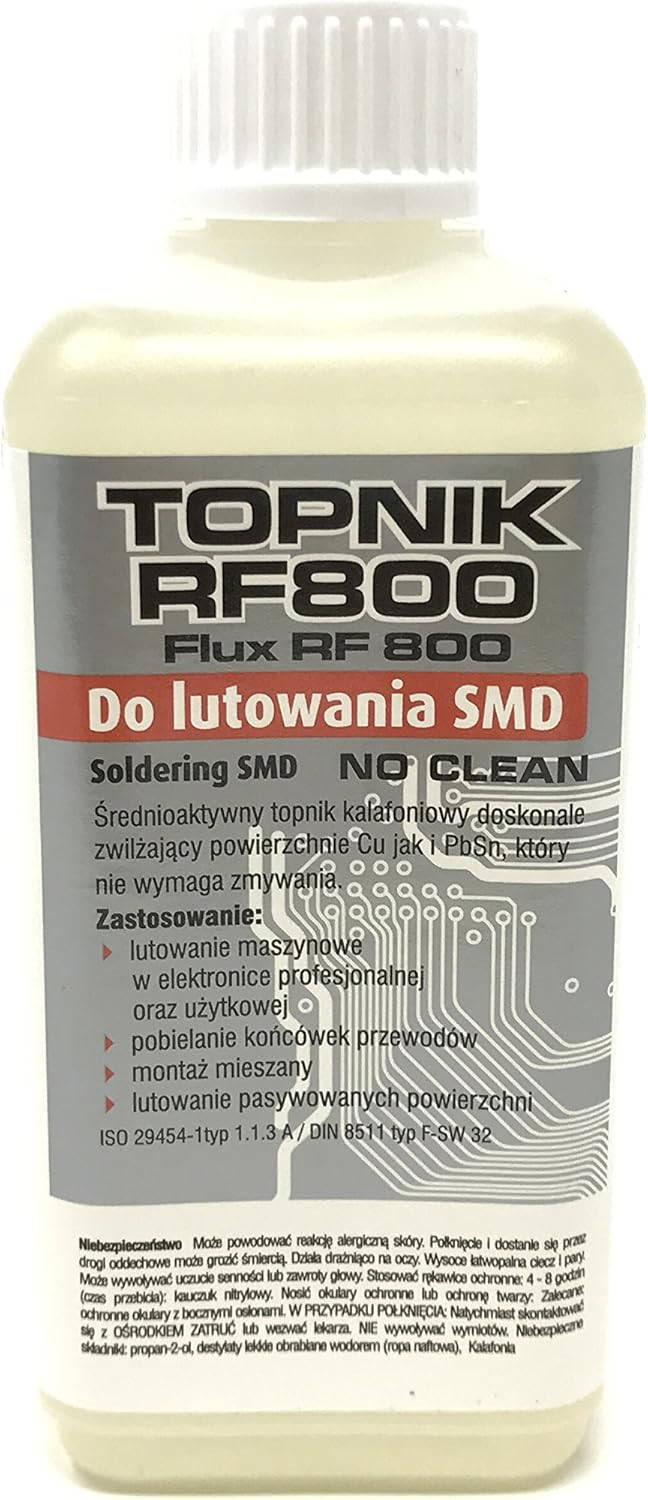 TOPNIK
RF800
Flux RF 800
Do lutowania SMD
Soldering SMD NO CLEAN
Średnioaktywny topnik kalafoniowy doskonale
zwilżający powierzchnie Cu jak i PbSn, który
nie wymaga zmywania.
Zastosowanie:
lutowanie maszynowe
w elektronice profesjonalnej
oraz użytkowej
pobielanie końcówek przewodów
montaż mieszany
lutowanie pasywowanych powierzchni
ISO 29454-1typ 1.1.3 A / DIN 8511 typ F-SW 32
Niebezpieczeństwo Może powodować reakcję alergiczną skóry. Połknięcie i dostanie się przez
drogi oddechowe może grozić śmiercią. Działa drażniąco na oczy. Wysoce łatwopalna ciecz i pary.
Może wywoływać uczucie senności lub zawroty głowy. Stosować rękawice ochronne: 4 - 8 godzin
(czas przebicia): kauczuk nitrylowy. Nosić okulary ochronne lub ochronę twarzy: Zalecane:
ochronne okulary z bocznymi osłonami. W PRZYPADKU POŁKNIĘCIA: Natychmiast skontaktować
się z OŚRODKIEM ZATRUĆ lub wezwać lekarza. NIE wywoływać wymiotów. Niebezpieczne
składniki: propan-2-ol, destylaty lekkie obrabiane wodorem (ropa naftowa), Kalafonia